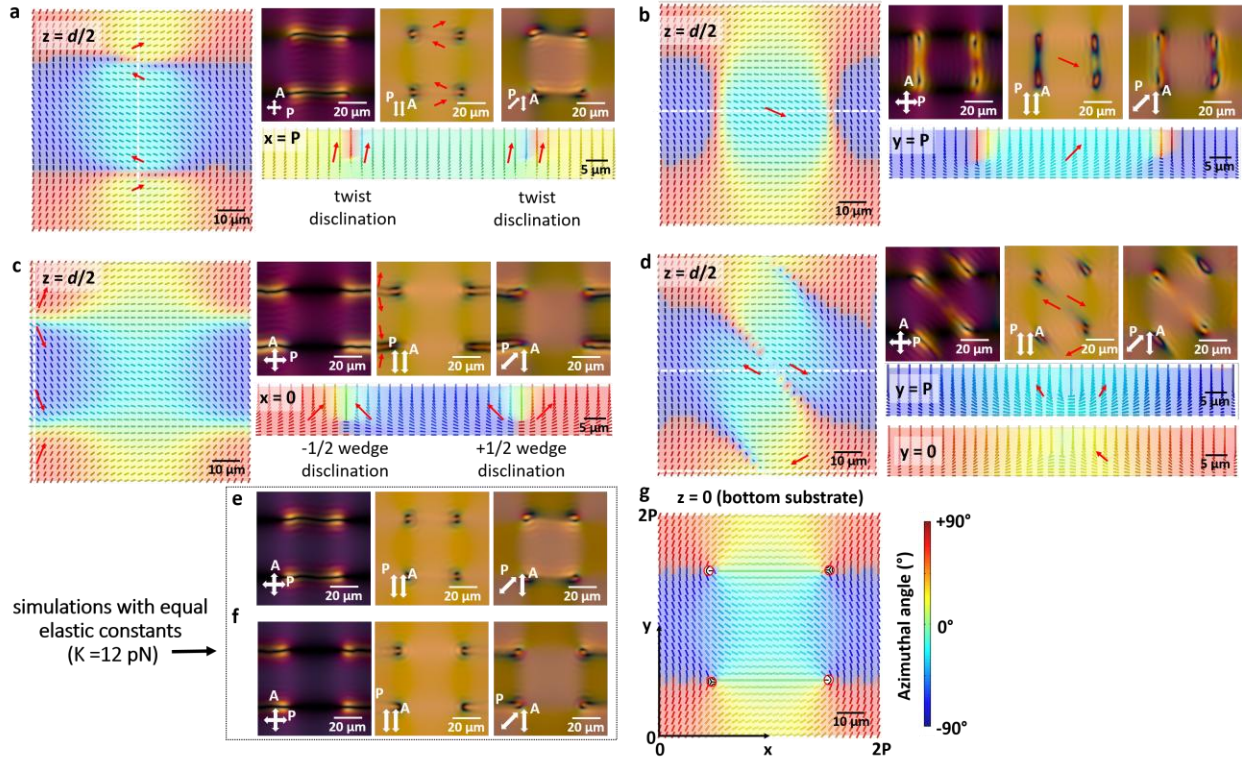 a
z = d/2
10 µm
A
P
20 µm
P
A
20 µm
P
A
20 µm
x = P
5 µm
twist
disclination
twist
disclination
b
z = d/2
10 µm
A
P
20 µm
P
A
20 µm
P
A
20 µm
y = P
5 µm
c
z = d/2
10 µm
A
P
20 µm
P
A
20 µm
P
A
20 µm
x = 0
5 µm
-1/2 wedge
disclination
+1/2 wedge
disclination
d
z = d/2
10 µm
A
P
20 µm
P
A
20 µm
P
A
20 µm
y = P
5 µm
y = 0
5 µm
simulations with equal
elastic constants
(K =12 pN)
e
A
P
20 µm
P
A
20 µm
P
A
20 µm
f
A
P
20 µm
P
A
20 µm
P
A
20 µm
g
z = 0 (bottom substrate)
2P
y
10 µm
0
0
x
2P
+90°
0°
-90°
Azimuthal angle (°)